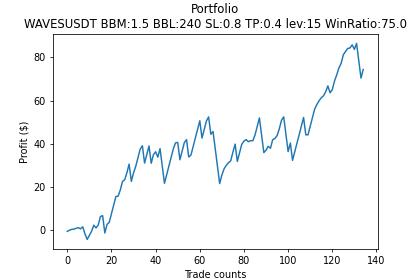 Portfolio
WAVESUSDT BBM:1.5 BBL:240 SL:0.8 TP:0.4 lev:15 WinRatio:75.0
80
60
40
20
0
Profit ($)
0 20 40 60 80 100 120 140
Trade counts